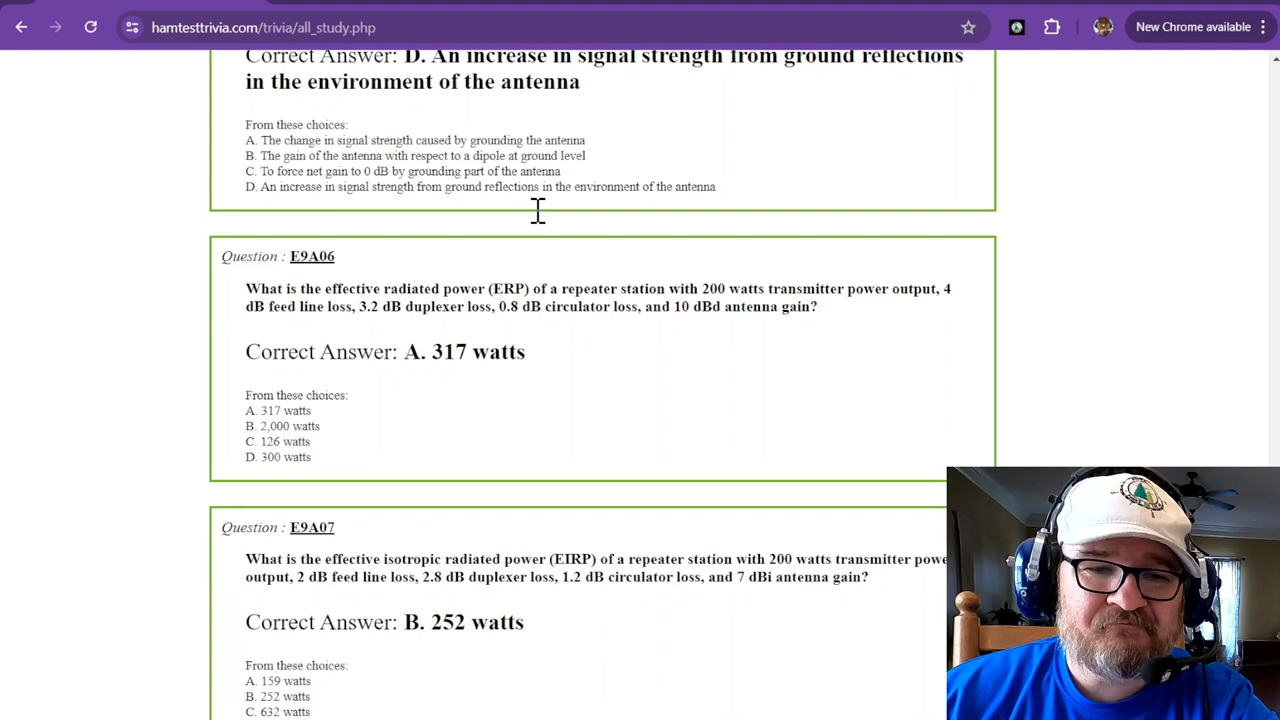 hamtesttrivia.com/trivia/all_study.php
New Chrome available
Correct Answer: D. An increase in signal strength from ground reflections
in the environment of the antenna
From these choices:
A. The change in signal strength caused by grounding the antenna
B. The gain of the antenna with respect to a dipole at ground level
C. To force net gain to 0 dB by grounding part of the antenna
D. An increase in signal strength from ground reflections in the environment of the antenna
Question : E9A06
What is the effective radiated power (ERP) of a repeater station with 200 watts transmitter power output, 4
dB feed line loss, 3.2 dB duplexer loss, 0.8 dB circulator loss, and 10 dBd antenna gain?
Correct Answer: A. 317 watts
From these choices:
A. 317 watts
B. 2,000 watts
C. 126 watts
D. 300 watts
Question : E9A07
What is the effective isotropic radiated power (EIRP) of a repeater station with 200 watts transmitter powe
output, 2 dB feed line loss, 2.8 dB duplexer loss, 1.2 dB circulator loss, and 7 dBi antenna gain?
Correct Answer: B. 252 watts
From these choices:
A. 159 watts
B. 252 watts
C. 632 watts